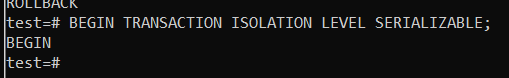 ROLLBACK
test=# BEGIN TRANSACTION ISOLATION LEVEL SERIALIZABLE;
BEGIN
test=#